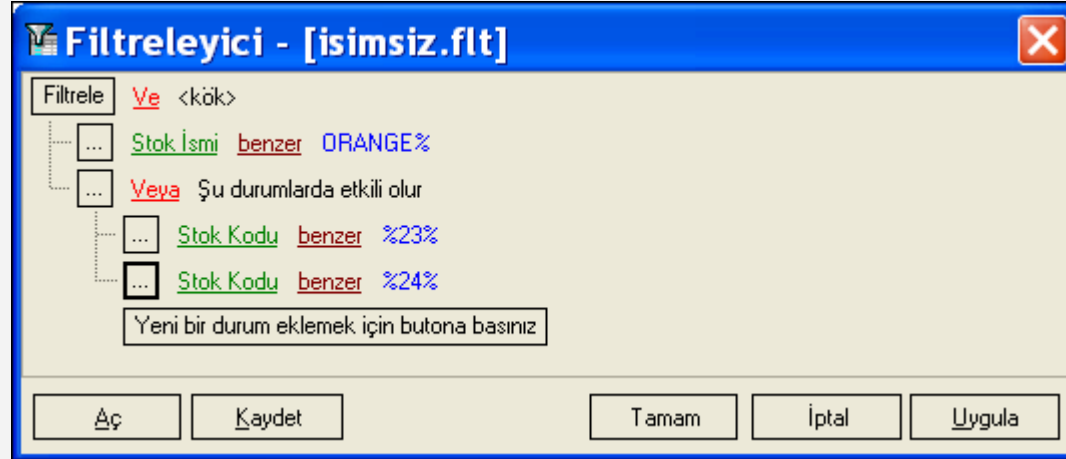 Filtreleyici - [isimsiz.flt]
Filtrele Ve <kök>
... Stok İsmi benzer ORANGE%
... Veya Şu durumlarda etkili olur
... Stok Kodu benzer %23%
... Stok Kodu benzer %24%
Yeni bir durum eklemek için butona basınız
Aç Kaydet Tamam İptal Uygula